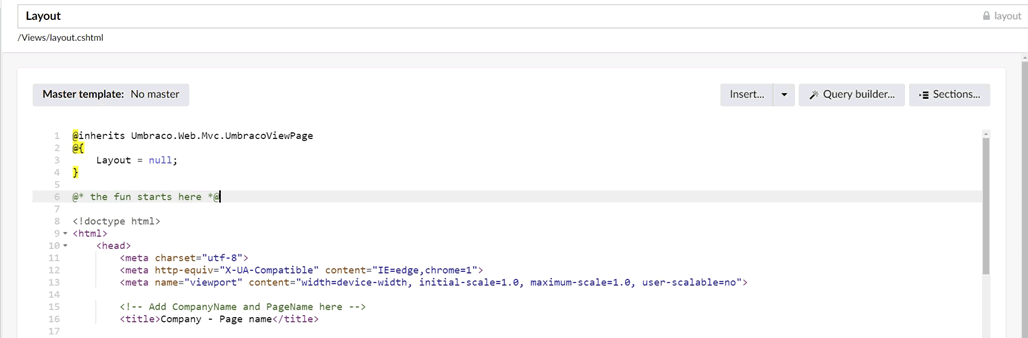 Layout layout
/Views/layout.cshtml
Master template: No master Insert... Query builder... Sections...
1 @inherits Umbraco.Web.Mvc.UmbracoViewPage
2 @{
3     Layout = null;
4 }
5
6 @* the fun starts here *@
7
8 <!doctype html>
9 <html>
10     <head>
11         <meta charset="utf-8">
12         <meta http-equiv="X-UA-Compatible" content="IE=edge,chrome=1">
13         <meta name="viewport" content="width=device-width, initial-scale=1.0, maximum-scale=1.0, user-scalable=no">
14
15         <!-- Add CompanyName and PageName here -->
16         <title>Company - Page name</title>
17